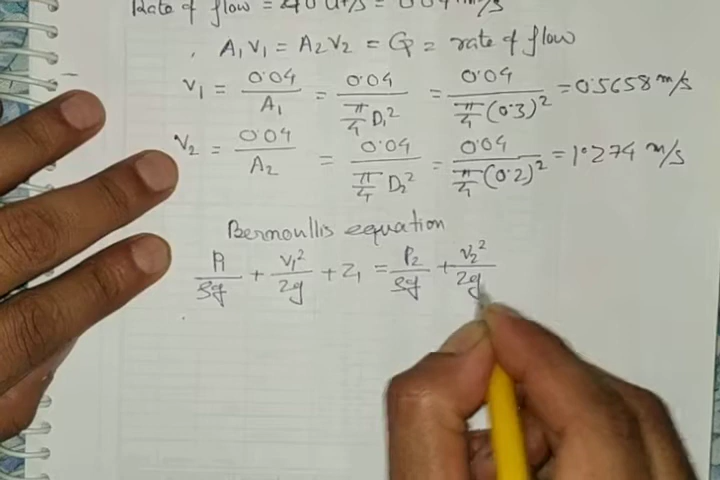 Rate of flow = 40 lit/s = 0.04 m³/s
∴ A₁V₁ = A₂V₂ = Q = rate of flow
V₁ = 0.04/A₁ = 0.04/(π/4 D₁²) = 0.04/(π/4 (0.3)²) = 0.5658 m/s
V₂ = 0.04/A₂ = 0.04/(π/4 D₂²) = 0.04/(π/4 (0.2)²) = 1.274 m/s
Bernoullis equation
P₁/ρg + V₁²/2g + Z₁ = P₂/ρg + V₂²/2g